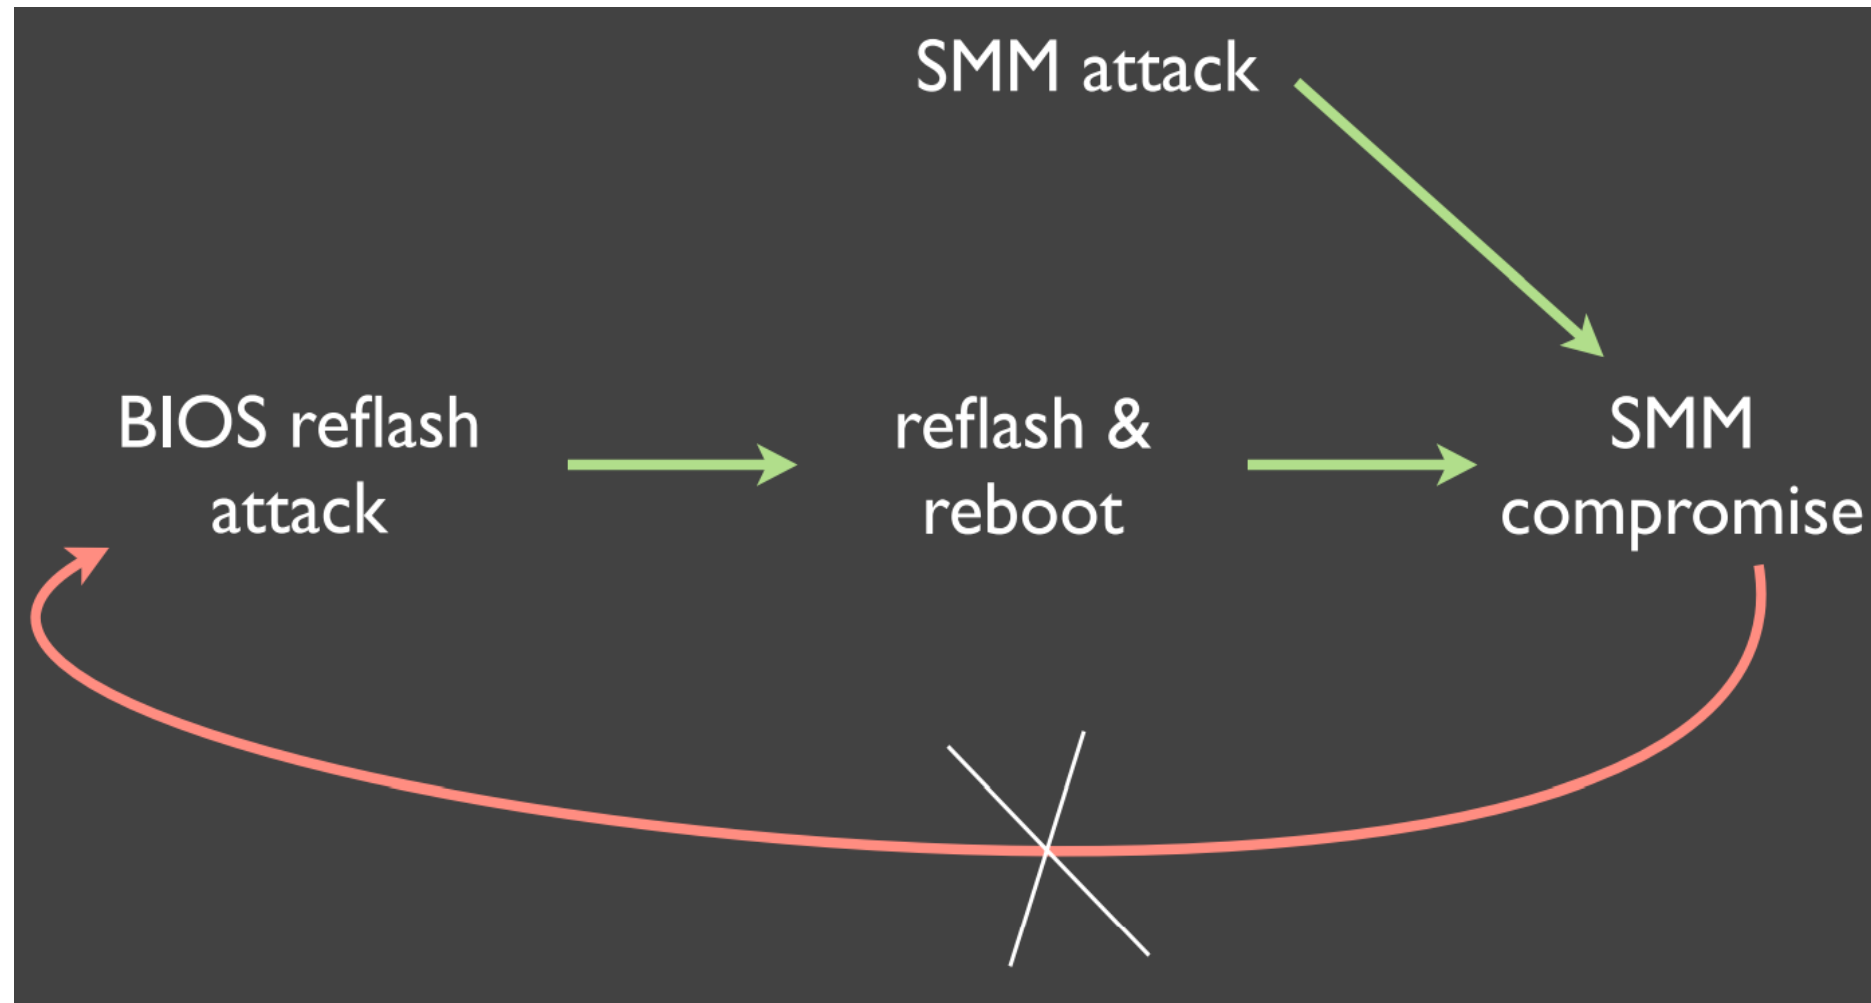 SMM attack
BIOS reflash
attack
reflash &
reboot
SMM
compromise